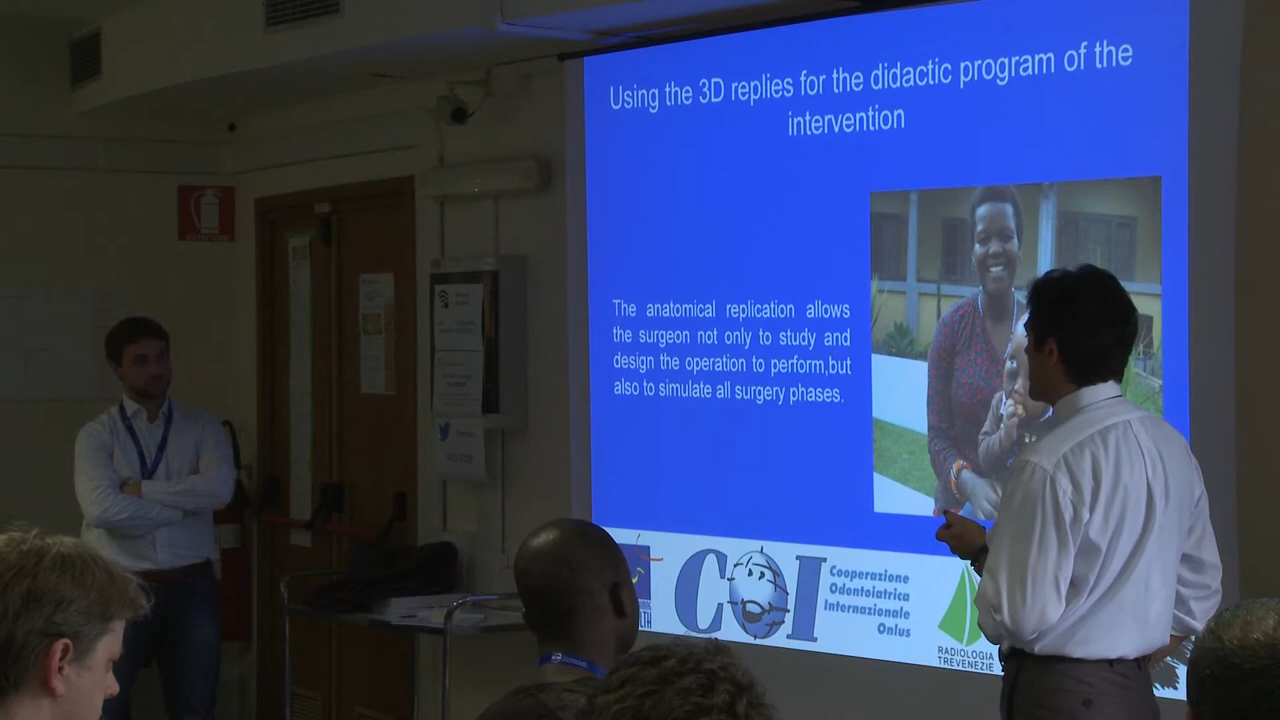 Using the 3D replies for the didactic program of the
intervention
The anatomical replication allows
the surgeon not only to study and
design the operation to perform,but
also to simulate all surgery phases.
COI
Cooperazione
Odontoiatrica
Internazionale
Onlus
RADIOLOGIA
TREVENEZIE